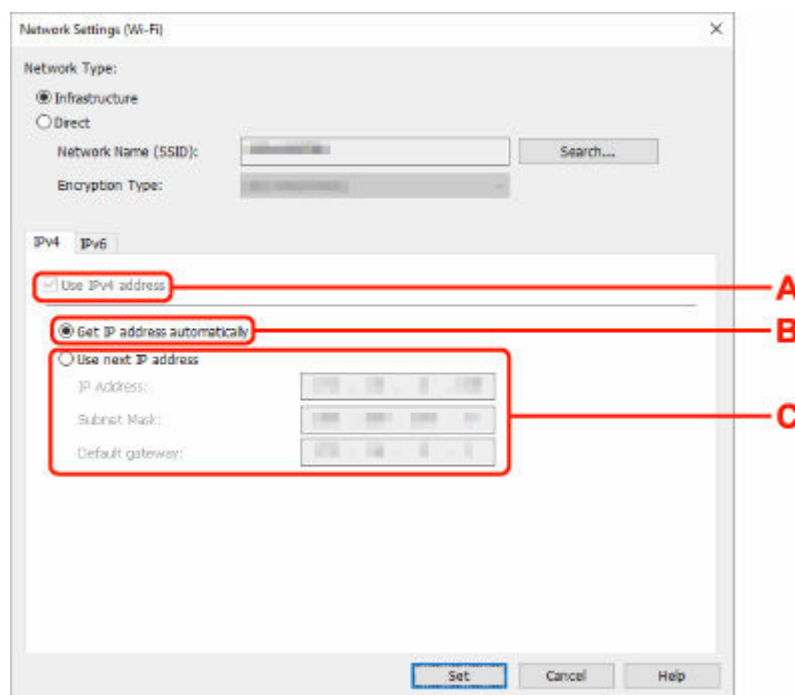 Network Settings (Wi-Fi)
Network Type:
Infrastructure
Direct
Network Name (SSID):
Search...
Encryption Type:
IPv4 IPv6
Use IPv4 address
A
Get IP address automatically
B
Use next IP address
IP Address:
Subnet Mask:
C
Default gateway:
Set Cancel Help